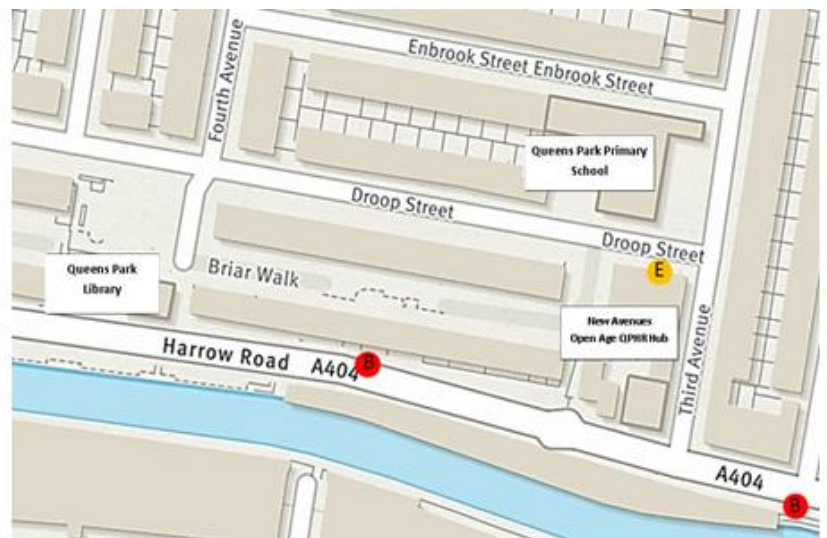 Enbrook Street Enbrook Street
Fourth Avenue
Queens Park Primary
School
Droop Street
Droop Street
E
Queens Park
Library
Briar Walk
New Avenues
Open Age QPHR Hub
Third Avenue
Harrow Road A404
B
A404
B